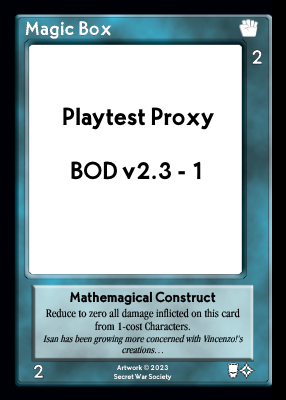 Magic Box
2
Playtest Proxy
BOD v2.3 - 1
Mathemagical Construct
Reduce to zero all damage inflicted on this card
from 1-cost Characters.
Isan has been growing more concerned with Vincenzo!'s
creations…
2
Artwork © 2023
Secret War Society